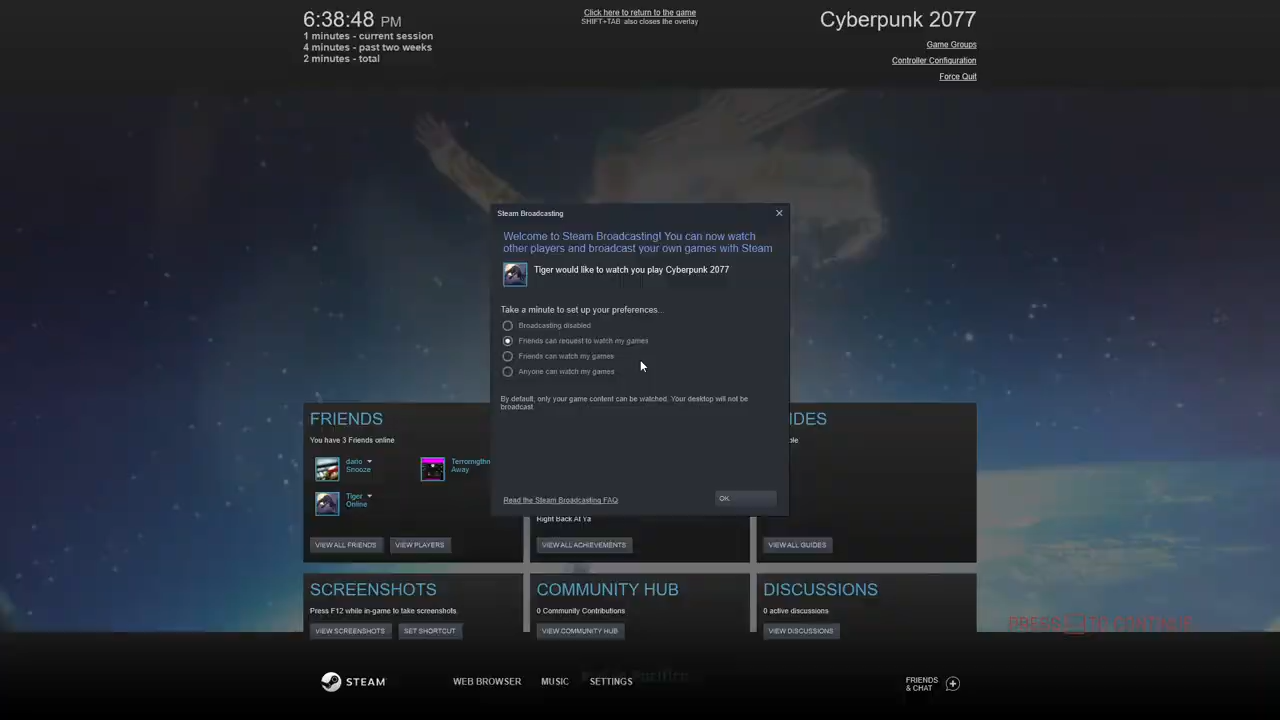 6:38:48 PM
1 minutes - current session
4 minutes - past two weeks
2 minutes - total
Click here to return to the game
SHIFT+TAB also closes the overlay
Cyberpunk 2077
Game Groups
Controller Configuration
Force Quit
Steam Broadcasting
Welcome to Steam Broadcasting! You can now watch
other players and broadcast your own games with Steam
Tiger would like to watch you play Cyberpunk 2077
Take a minute to set up your preferences...
Broadcasting disabled
Friends can request to watch my games
Friends can watch my games
Anyone can watch my games
By default, only your game content can be watched. Your desktop will not be
broadcast
Read the Steam Broadcasting FAQ
OK
FRIENDS
You have 3 Friends online
dario
Snooze
Terromigthn
Away
Tiger
Online
VIEW ALL FRIENDS
VIEW PLAYERS
Right Back At Ya
VIEW ALL ACHIEVEMENTS
IDES
ple
VIEW ALL GUIDES
SCREENSHOTS
Press F12 while in-game to take screenshots
VIEW SCREENSHOTS
SET SHORTCUT
COMMUNITY HUB
0 Community Contributions
VIEW COMMUNITY HUB
DISCUSSIONS
0 active discussions
VIEW DISCUSSIONS
STEAM
WEB BROWSER
MUSIC
SETTINGS
FRIENDS
& CHAT